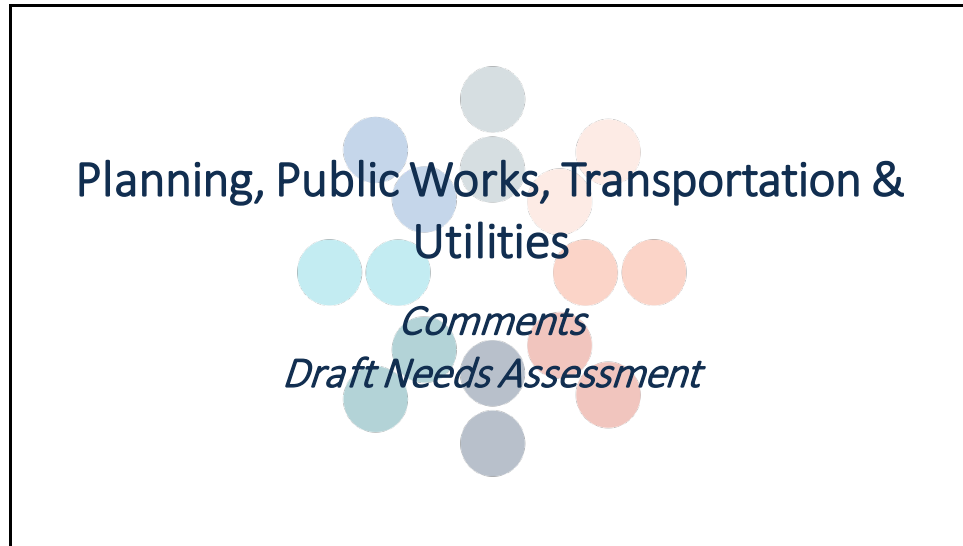 Planning, Public Works, Transportation &
Utilities
Comments
Draft Needs Assessment